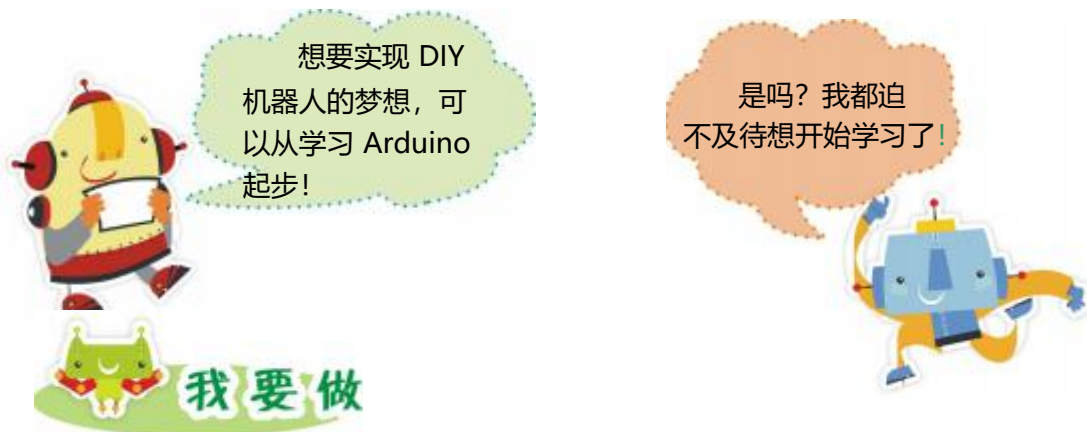 想要实现 DIY
机器人的梦想，可
以从学习 Arduino
起步！
是吗？我都迫
不及待想开始学习了！
我要做